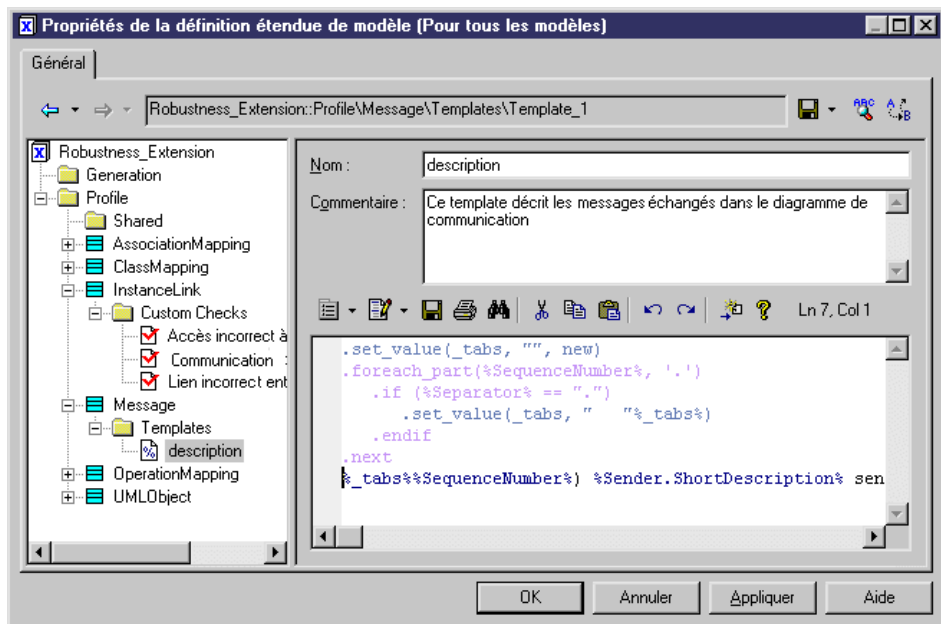 Propriétés de la définition étendue de modèle (Pour tous les modèles)
Général
Robustness_Extension::Profile\Message\Templates\Template_1
Robustness_Extension
Generation
Profile
Shared
AssociationMapping
ClassMapping
InstanceLink
Custom Checks
Accès incorrect à
Communication :
Lien incorrect ent
Message
Templates
description
OperationMapping
UMLObject
Nom :
description
Commentaire :
Ce template décrit les messages échangés dans le diagramme de
communication
Ln 7, Col 1
.set_value(_tabs, "", new)
.foreach_part(%SequenceNumber%, '.')
.if (%Separator% == ".")
.set_value(_tabs, "   "%_tabs%)
.endif
.next
%_tabs%%SequenceNumber%) %Sender.ShortDescription% sen
OK
Annuler
Appliquer
Aide